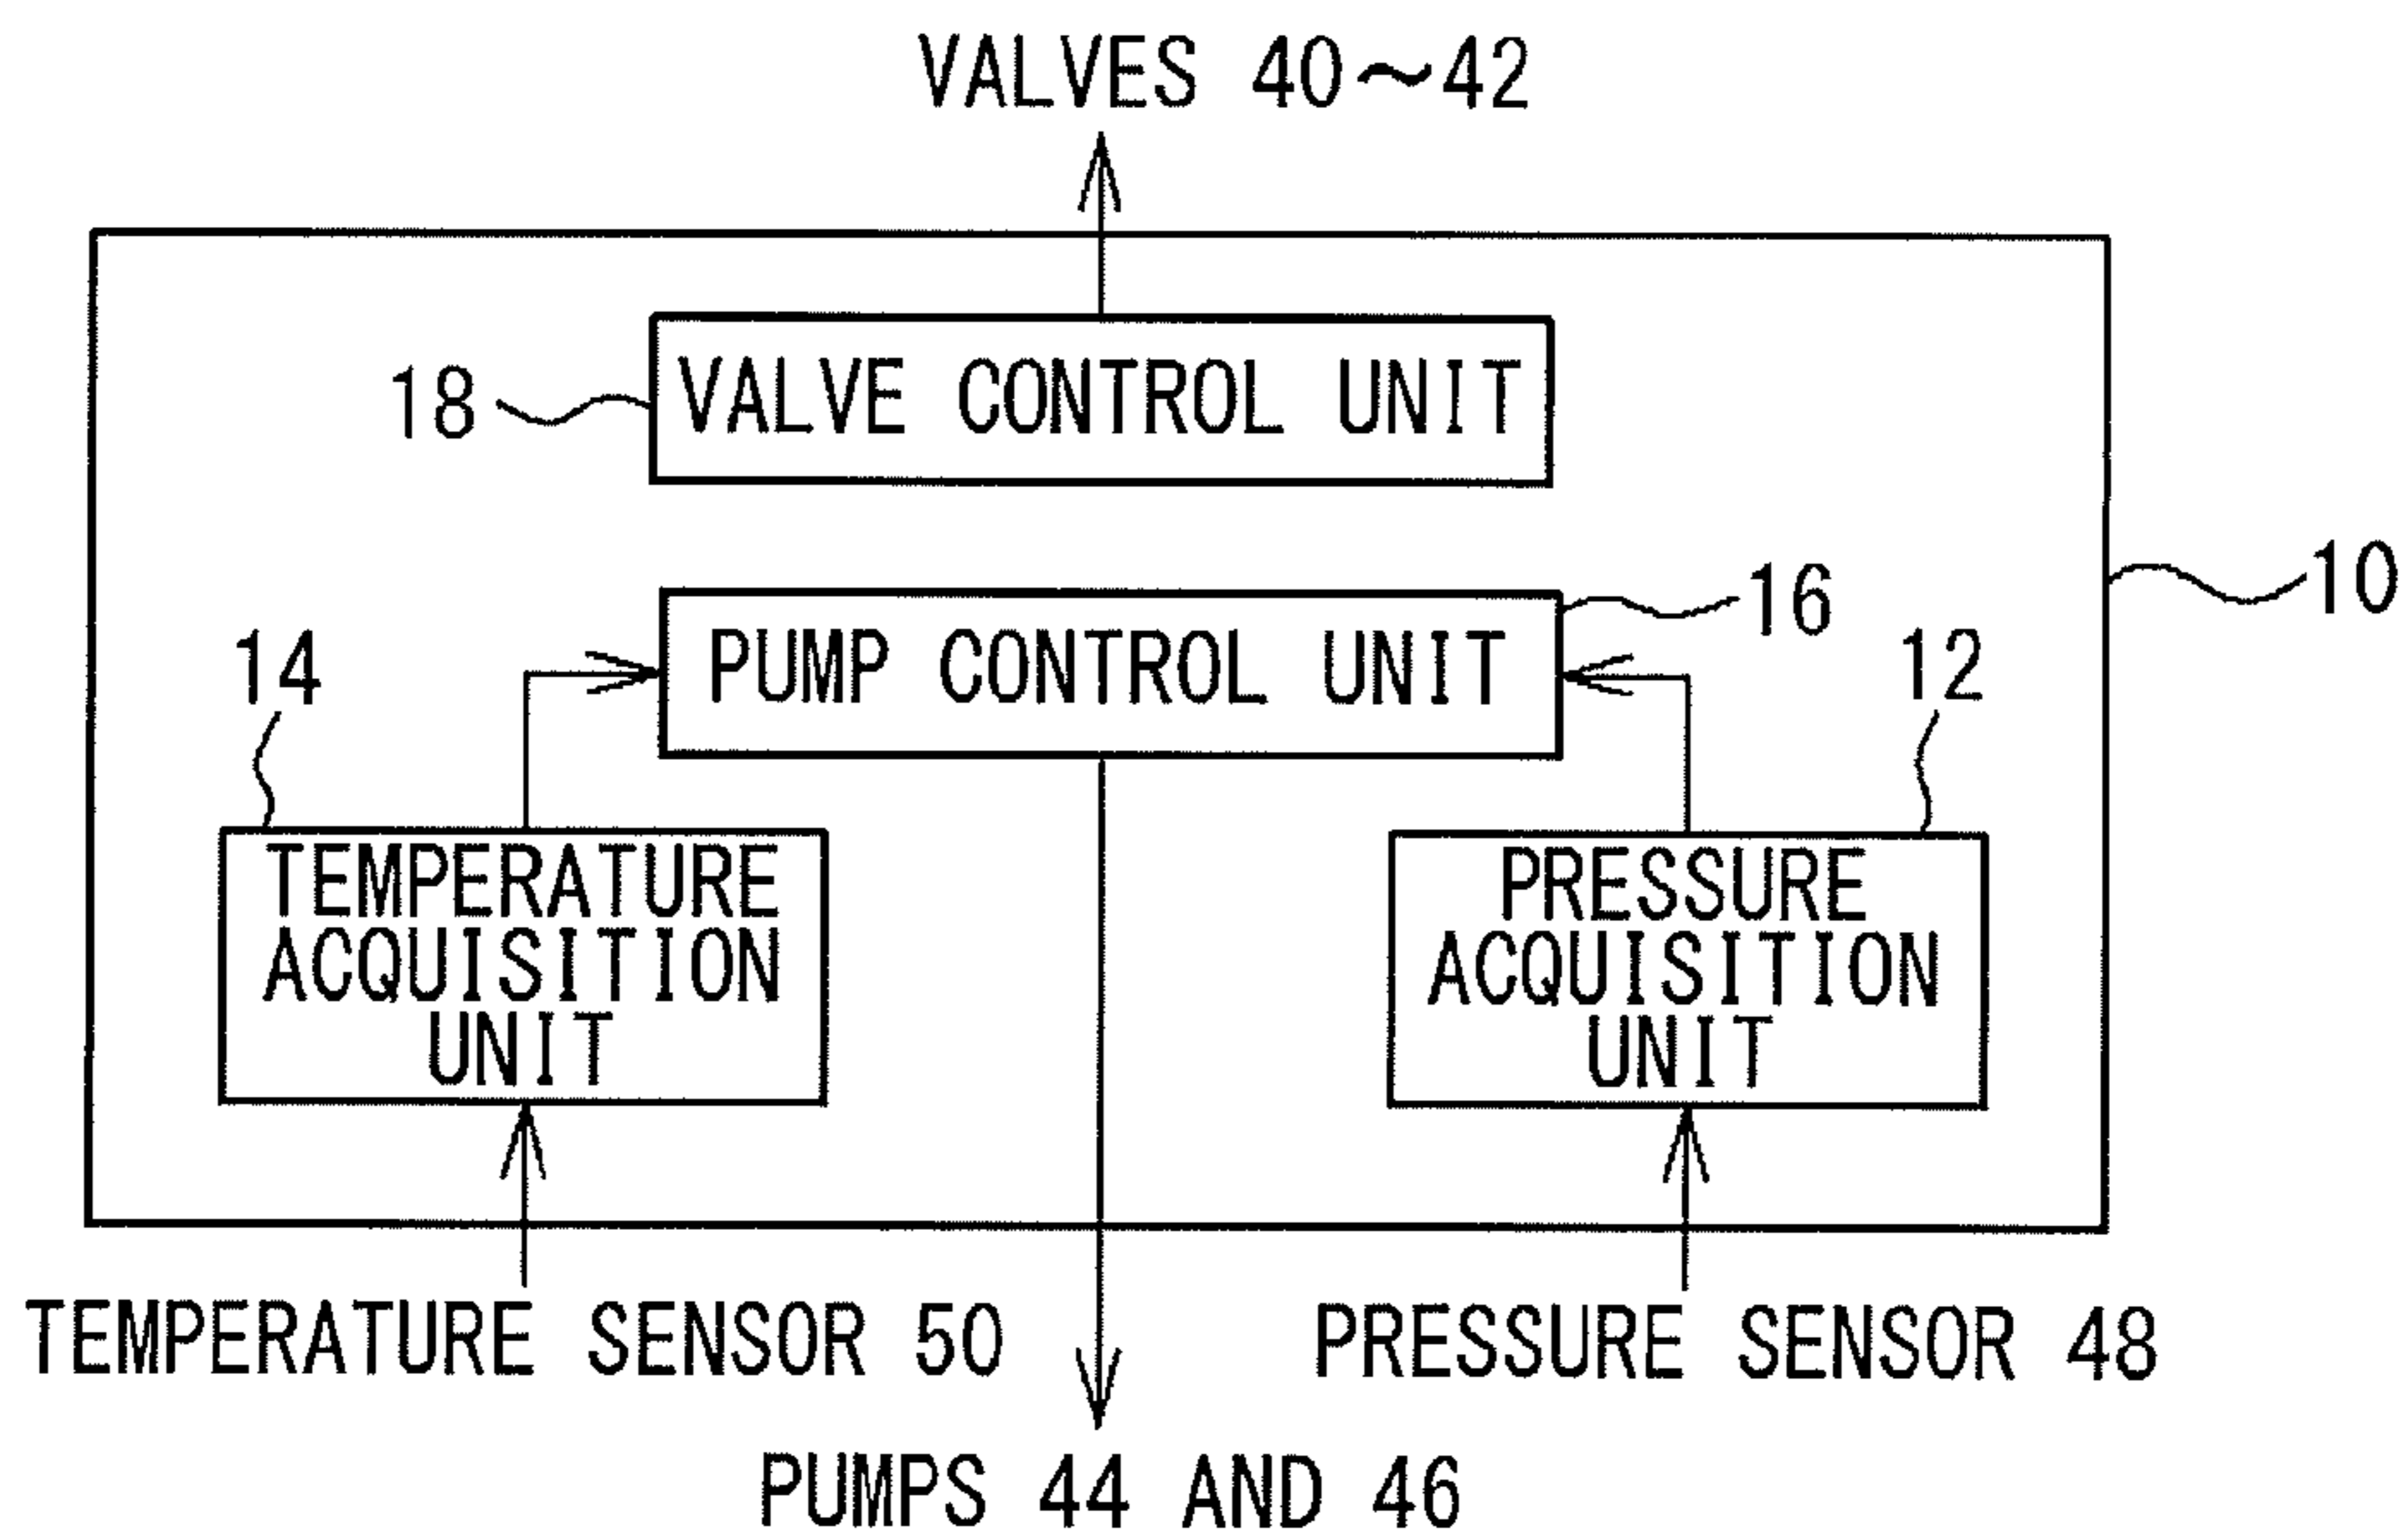 VALVES 40~42
18
VALVE CONTROL UNIT
10
16
PUMP CONTROL UNIT
14
12
TEMPERATURE
ACQUISITION
UNIT
PRESSURE
ACQUISITION
UNIT
TEMPERATURE SENSOR 50
PRESSURE SENSOR 48
PUMPS 44 AND 46